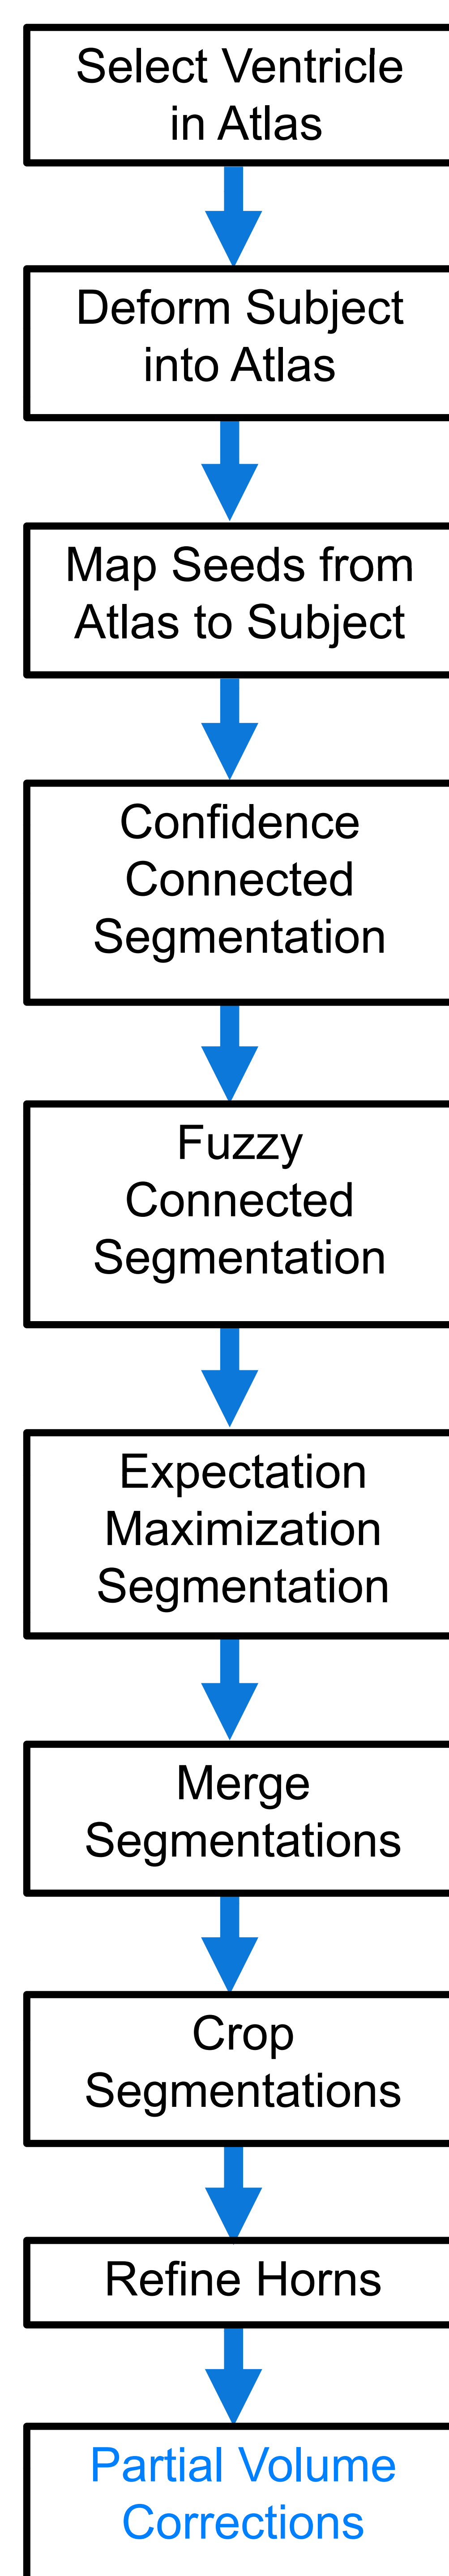 Select Ventricle
in Atlas
Deform Subject
into Atlas
Map Seeds from
Atlas to Subject
Confidence
Connected
Segmentation
Fuzzy
Connected
Segmentation
Expectation
Maximization
Segmentation
Merge
Segmentations
Crop
Segmentations
Refine Horns
Partial Volume
Corrections